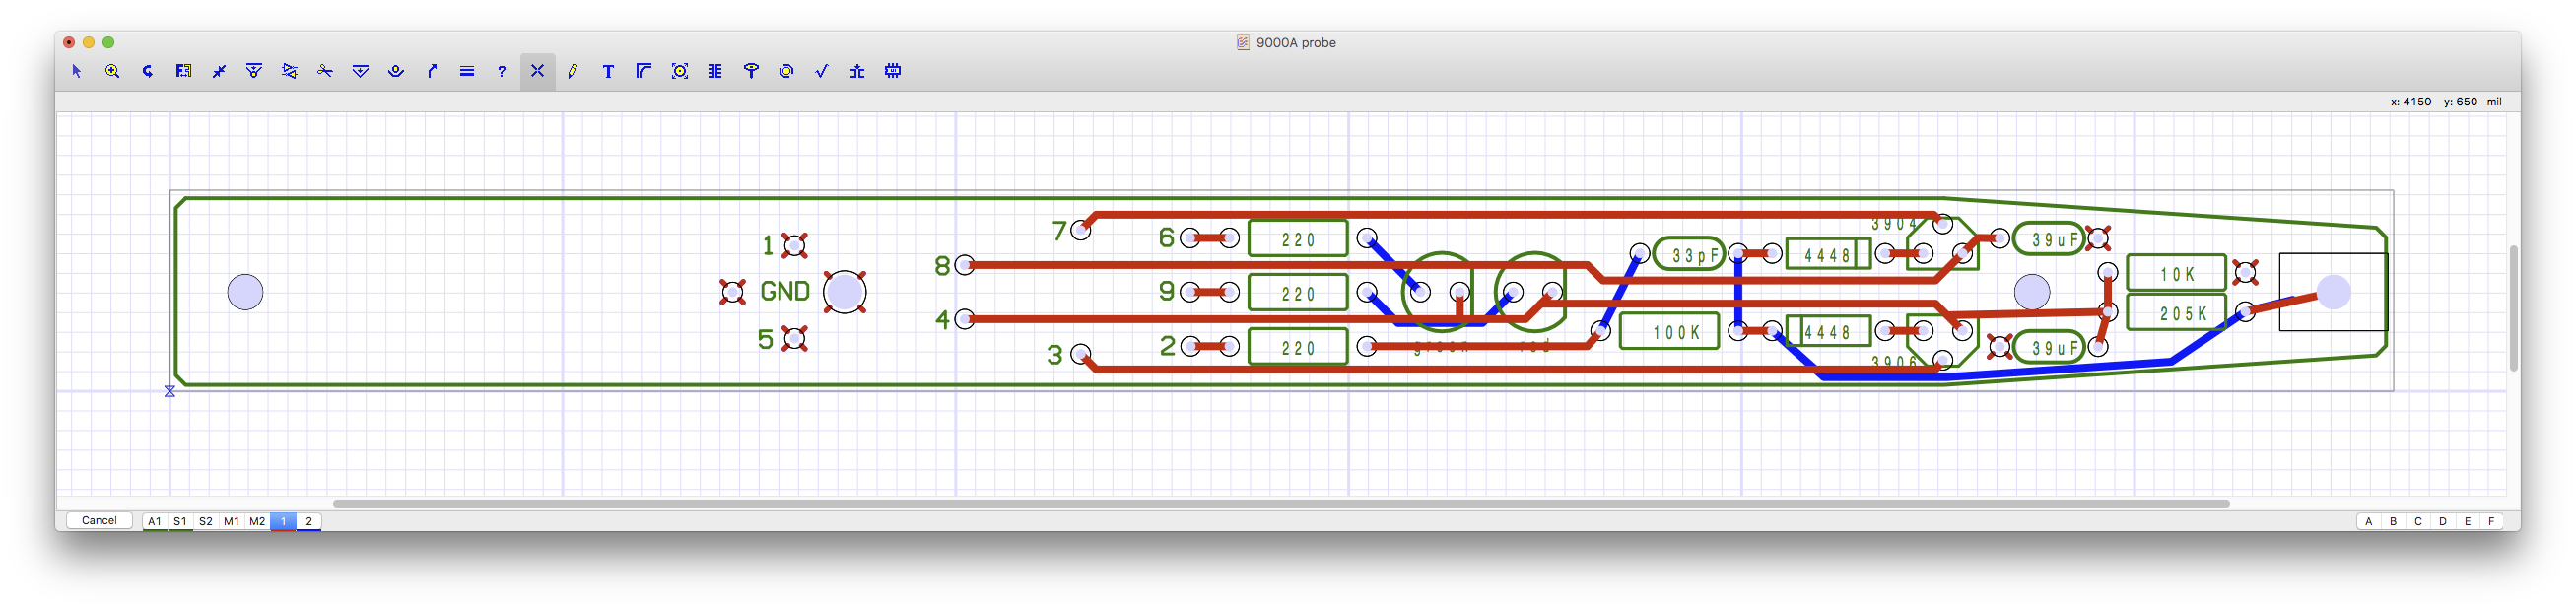 9000A probe
? T
x: 4150 y: 650 mil
7
3904
6
220
39uF
1
8
33pF
4448
10K
GND
9
220
4
205K
5
3
2
220
green
red
100K
4448
39uF
3906
Cancel
A1 S1 S2 M1 M2 1 2
A B C D E F